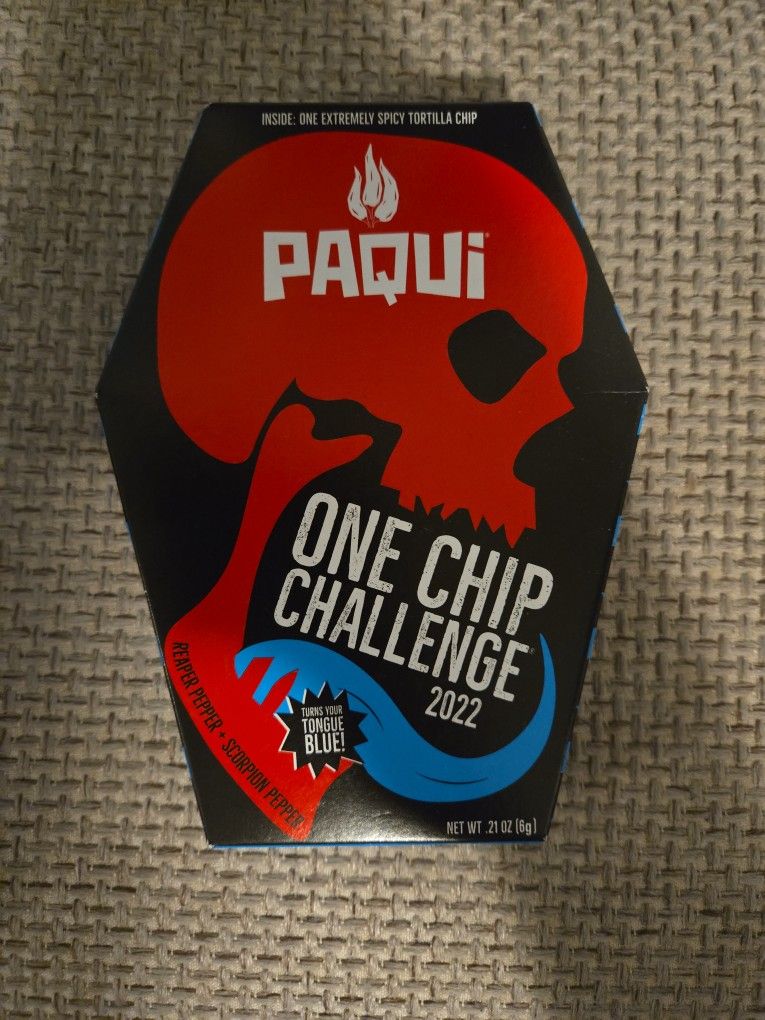 INSIDE: ONE EXTREMELY SPICY TORTILLA CHIP
PAQUI
ONE CHIP
CHALLENGE®
2022
TURNS YOUR
TONGUE
BLUE!
REAPER PEPPER + SCORPION PEPPER
NET WT .21 OZ (6g)